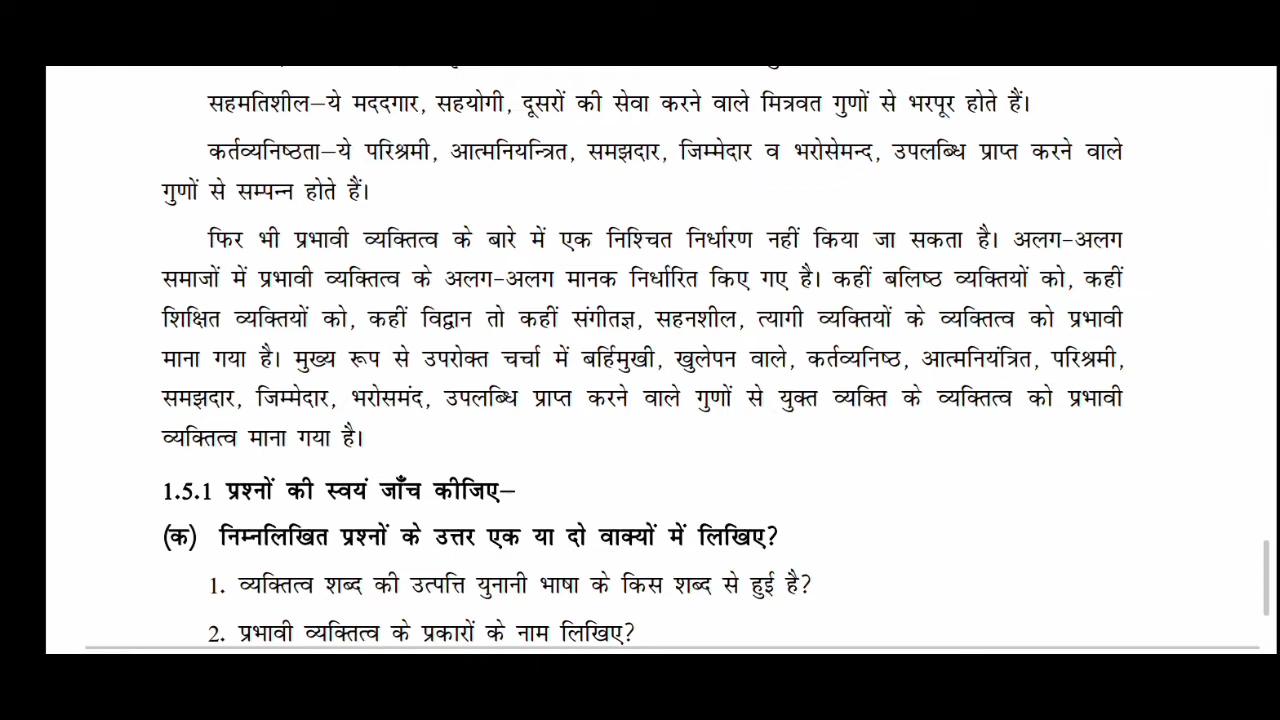 सहमतिशील–ये मददगार, सहयोगी, दूसरों की सेवा करने वाले मित्रवत गुणों से भरपूर होते हैं।
कर्तव्यनिष्ठता–ये परिश्रमी, आत्मनियन्त्रित, समझदार, जिम्मेदार व भरोसेमन्द, उपलब्धि प्राप्त करने वाले
गुणों से सम्पन्न होते हैं।
फिर भी प्रभावी व्यक्तित्व के बारे में एक निश्चित निर्धारण नहीं किया जा सकता है। अलग-अलग
समाजों में प्रभावी व्यक्तित्व के अलग-अलग मानक निर्धारित किए गए है। कहीं बलिष्ठ व्यक्तियों को, कहीं
शिक्षित व्यक्तियों को, कहीं विद्वान तो कहीं संगीतज्ञ, सहनशील, त्यागी व्यक्तियों के व्यक्तित्व को प्रभावी
माना गया है। मुख्य रूप से उपरोक्त चर्चा में बर्हिमुखी, खुलेपन वाले, कर्तव्यनिष्ठ, आत्मनियंत्रित, परिश्रमी,
समझदार, जिम्मेदार, भरोसमंद, उपलब्धि प्राप्त करने वाले गुणों से युक्त व्यक्ति के व्यक्तित्व को प्रभावी
व्यक्तित्व माना गया है।
1.5.1 प्रश्नों की स्वयं जाँच कीजिए–
(क) निम्नलिखित प्रश्नों के उत्तर एक या दो वाक्यों में लिखिए?
1. व्यक्तित्व शब्द की उत्पत्ति युनानी भाषा के किस शब्द से हुई है?
2. प्रभावी व्यक्तित्व के प्रकारों के नाम लिखिए?